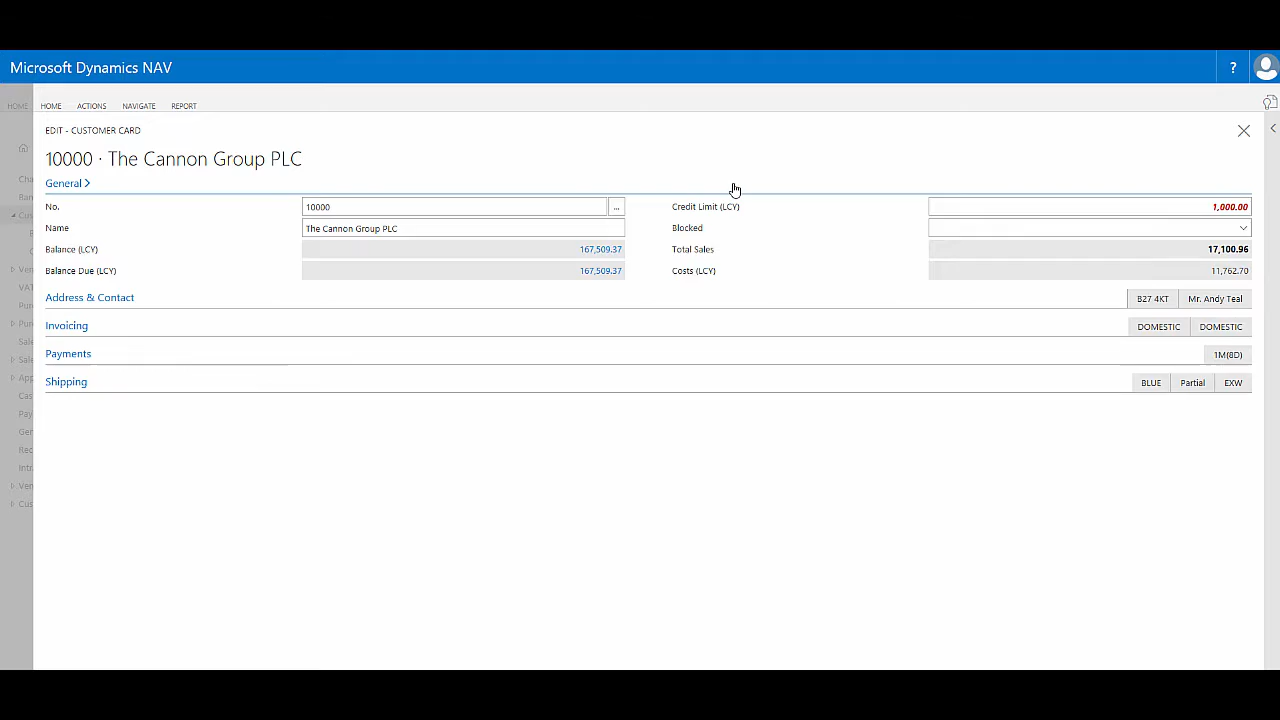 Microsoft Dynamics NAV
?
HOME HOME ACTIONS NAVIGATE REPORT
EDIT - CUSTOMER CARD
10000 · The Cannon Group PLC
General
No. 10000 ... Credit Limit (LCY) 1,000.00
Name The Cannon Group PLC Blocked
Balance (LCY) 167,509.37 Total Sales 17,100.96
Balance Due (LCY) 167,509.37 Costs (LCY) 11,762.70
Address & Contact B27 4KT Mr. Andy Teal
Invoicing DOMESTIC DOMESTIC
Payments 1M(8D)
Shipping BLUE Partial EXW